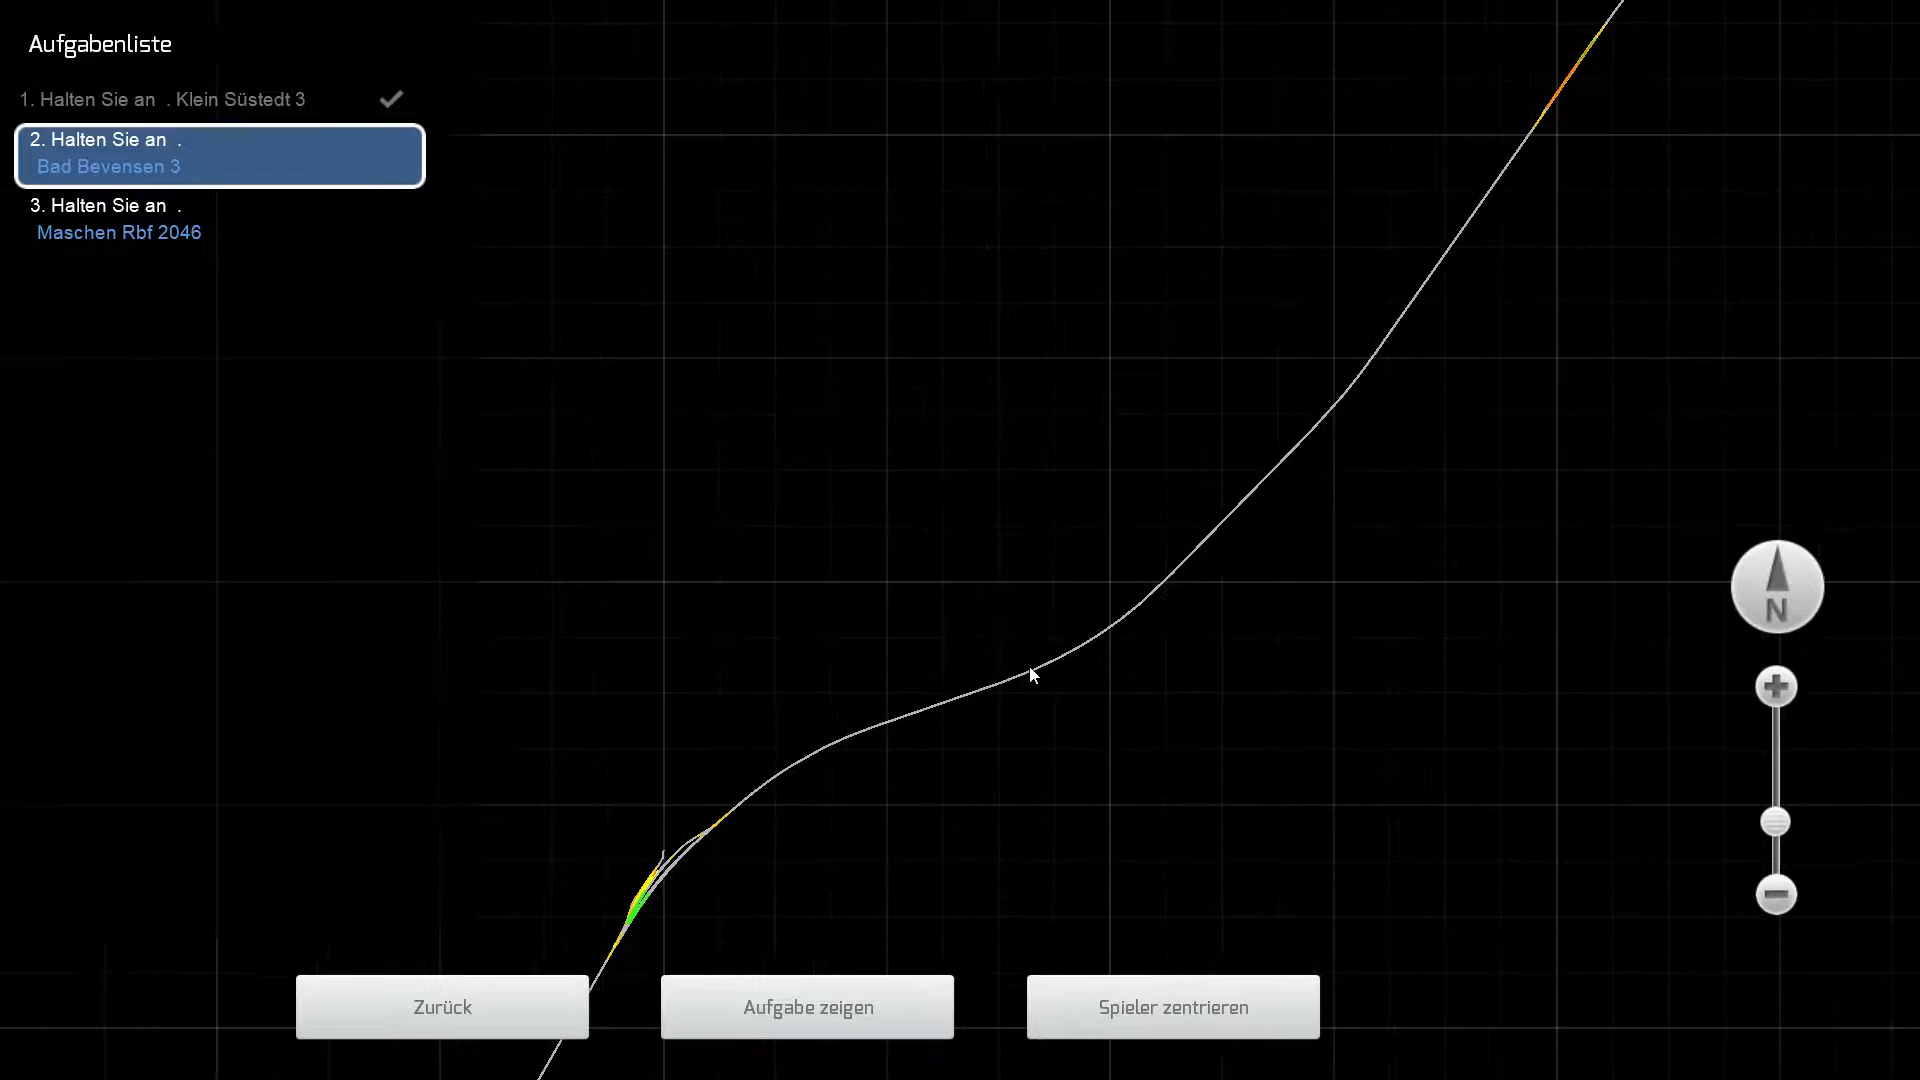 Aufgabenliste
1. Halten Sie an . Klein Süstedt 3
2. Halten Sie an .
Bad Bevensen 3
3. Halten Sie an .
Maschen Rbf 2046
N
Zurück
Aufgabe zeigen
Spieler zentrieren